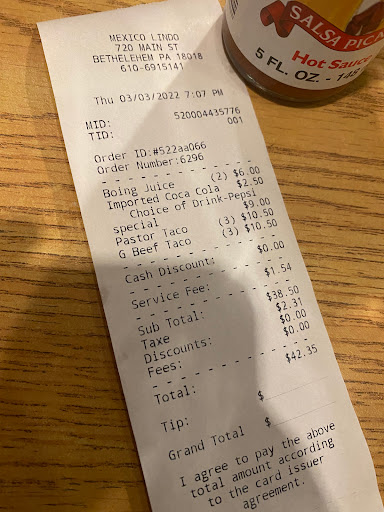 MEXICO LINDO
720 MAIN ST
BETHELEHEM PA 18018
610-6915141
Thu 03/03/2022 7:07 PM
MID: 520004435776
TID: 001
Order ID:#522aa066
Order Number:6296
Boing Juice (2) $6.00
Imported Coca Cola $2.50
Choice of Drink-Pepsi
special $9.00
Pastor Taco (3) $10.50
G Beef Taco (3) $10.50
Cash Discount: $0.00
Service Fee: $1.54
Sub Total: $38.50
Taxe $2.31
Discounts: $0.00
Fees: $0.00
Total: $42.35
Tip: $
Grand Total $
I agree to pay the above
total amount according
to the card issuer
agreement.
SALSA PIC
Hot Sauce
5 FL. OZ. - 148